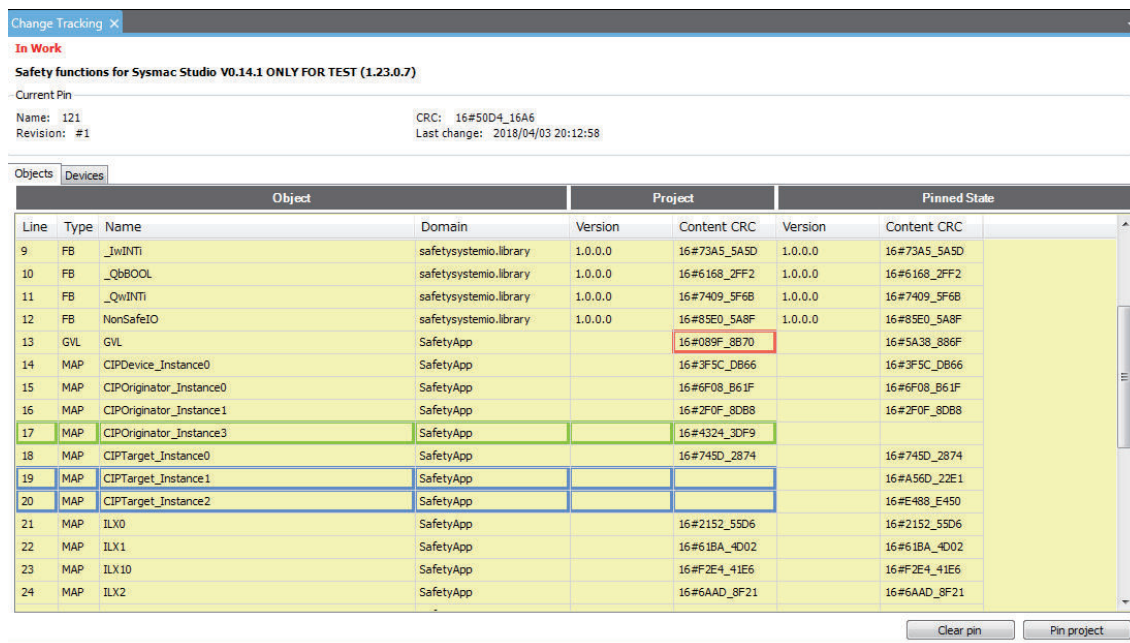 Change Tracking X
In Work
Safety functions for Sysmac Studio V0.14.1 ONLY FOR TEST (1.23.0.7)
Current Pin
Name: 121 CRC: 16#50D4_16A6
Revision: #1 Last change: 2018/04/03 20:12:58
Objects Devices
Object Project Pinned State
Line Type Name Domain Version Content CRC Version Content CRC
9 FB _IwINTi safetysystemio.library 1.0.0.0 16#73A5_5A5D 1.0.0.0 16#73A5_5A5D
10 FB _QbBOOL safetysystemio.library 1.0.0.0 16#6168_2FF2 1.0.0.0 16#6168_2FF2
11 FB _QwINTi safetysystemio.library 1.0.0.0 16#7409_5F6B 1.0.0.0 16#7409_5F6B
12 FB NonSafeIO safetysystemio.library 1.0.0.0 16#85E0_5A8F 1.0.0.0 16#85E0_5A8F
13 GVL GVL SafetyApp 16#089F_8B70 16#5A38_886F
14 MAP CIPDevice_Instance0 SafetyApp 16#3F5C_DB66 16#3F5C_DB66
15 MAP CIPOriginator_Instance0 SafetyApp 16#6F08_B61F 16#6F08_B61F
16 MAP CIPOriginator_Instance1 SafetyApp 16#2F0F_8DB8 16#2F0F_8DB8
17 MAP CIPOriginator_Instance3 SafetyApp 16#4324_3DF9
18 MAP CIPTarget_Instance0 SafetyApp 16#745D_2874 16#745D_2874
19 MAP CIPTarget_Instance1 SafetyApp 16#A56D_22E1
20 MAP CIPTarget_Instance2 SafetyApp 16#E488_E450
21 MAP ILX0 SafetyApp 16#2152_55D6 16#2152_55D6
22 MAP ILX1 SafetyApp 16#61BA_4D02 16#61BA_4D02
23 MAP ILX10 SafetyApp 16#F2E4_41E6 16#F2E4_41E6
24 MAP ILX2 SafetyApp 16#6AAD_8F21 16#6AAD_8F21
Clear pin Pin project